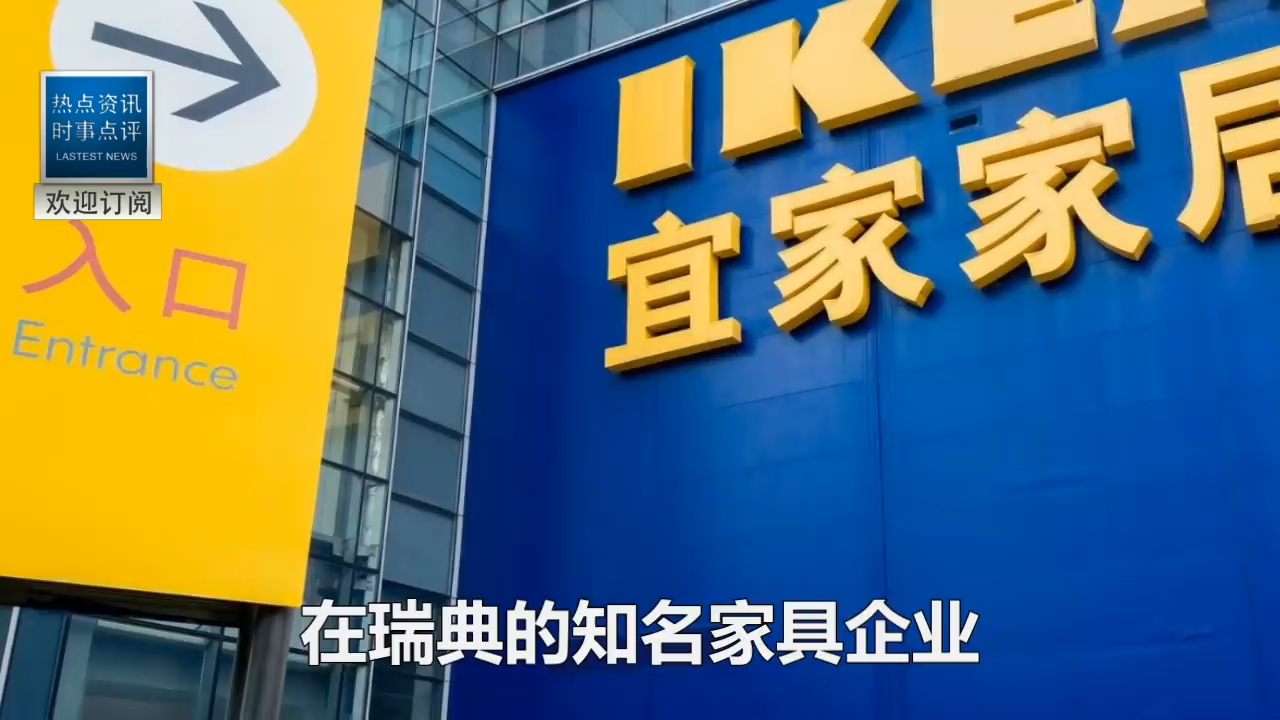 热点资讯
时事点评
LASTEST NEWS
欢迎订阅
入口
Entrance
IKE
宜家家居
在瑞典的知名家具企业